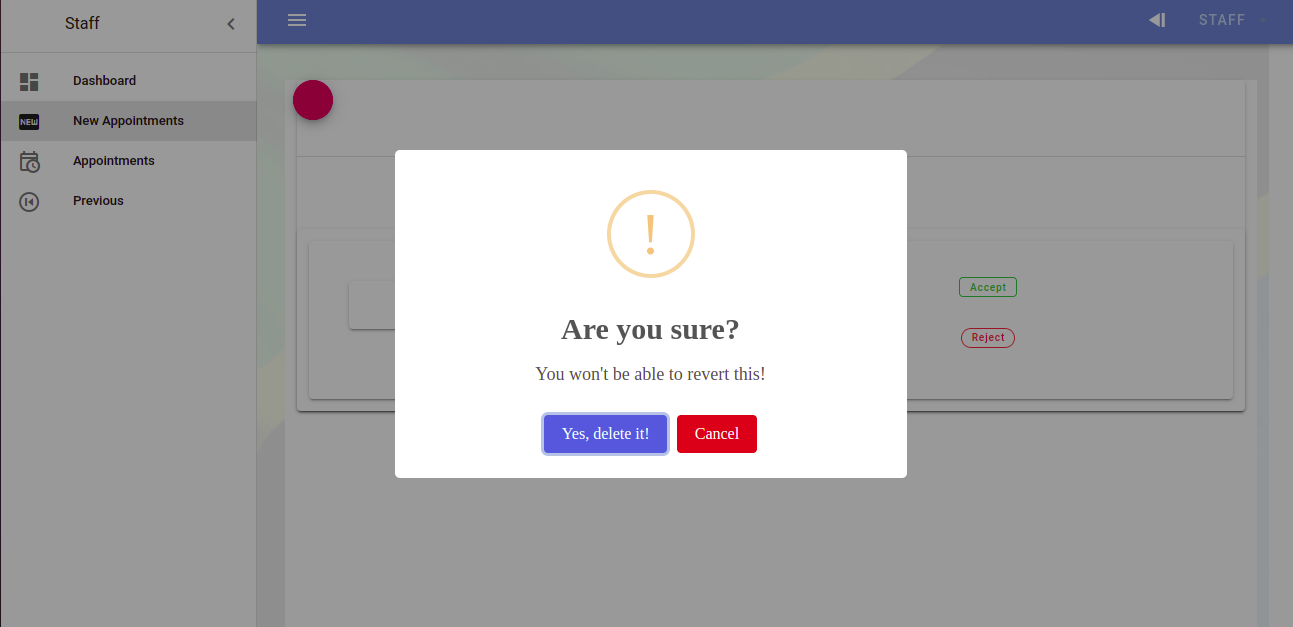 Staff
STAFF
Dashboard
NEW
New Appointments
Appointments
Previous
Accept
Reject
!
Are you sure?
You won't be able to revert this!
Yes, delete it!
Cancel